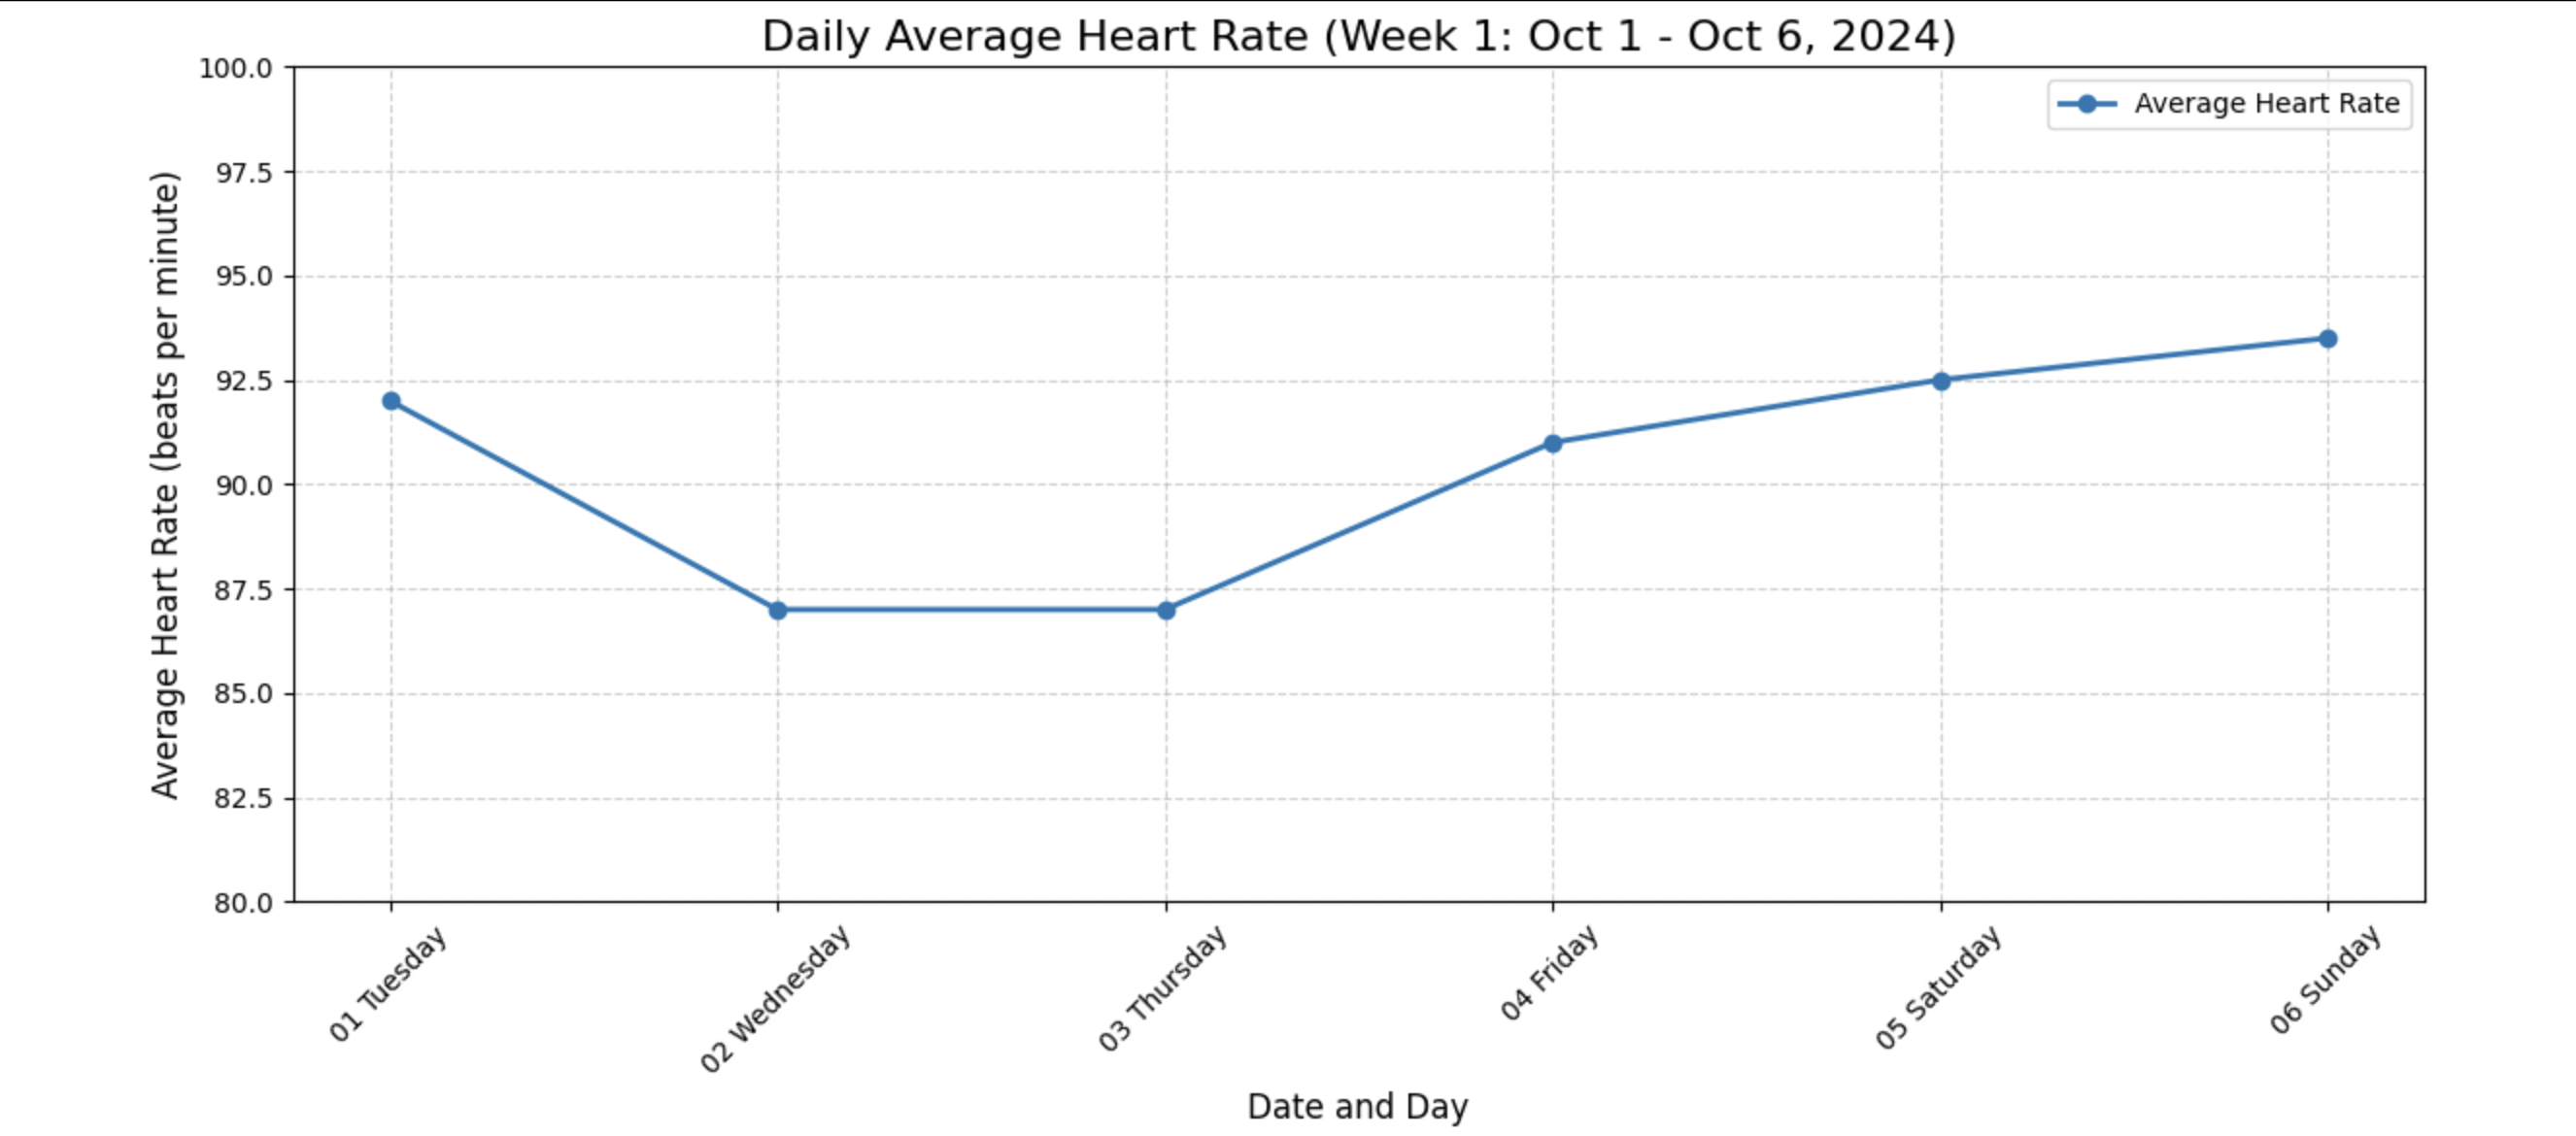 Daily Average Heart Rate (Week 1: Oct 1 - Oct 6, 2024)
Average Heart Rate
Average Heart Rate (beats per minute)
100.0
97.5
95.0
92.5
90.0
87.5
85.0
82.5
80.0
01 Tuesday
02 Wednesday
03 Thursday
04 Friday
05 Saturday
06 Sunday
Date and Day